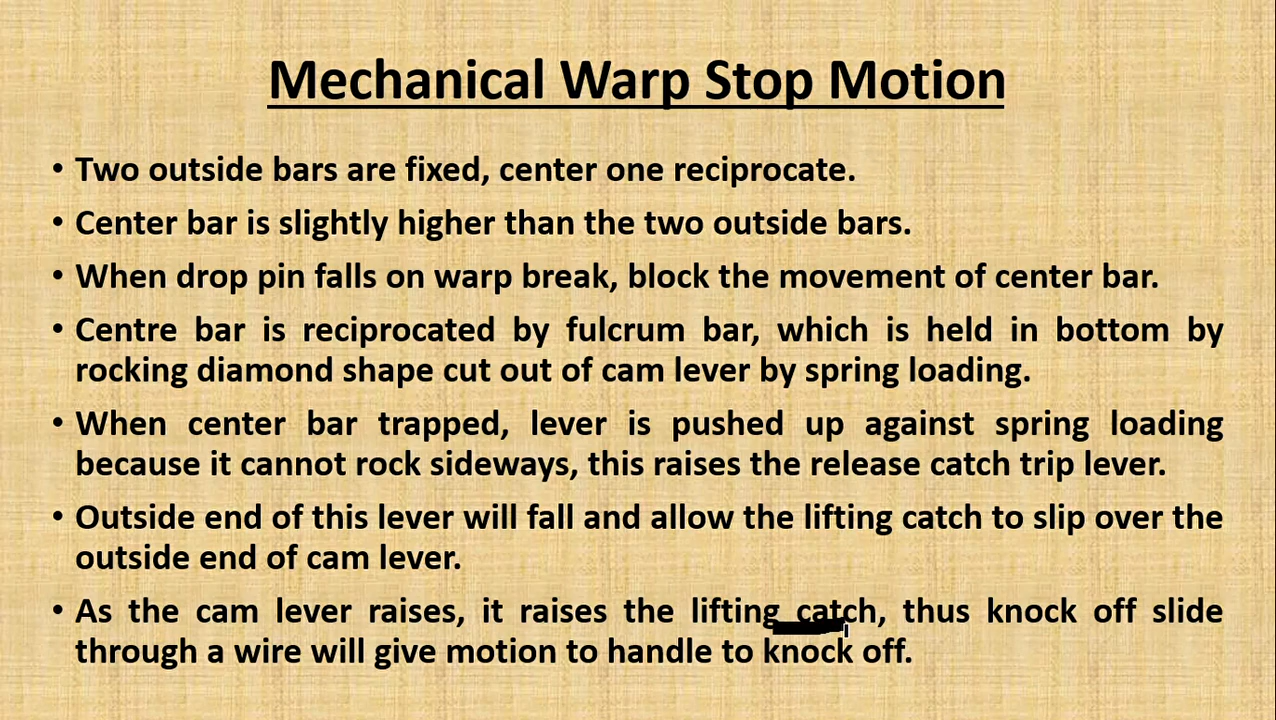 Mechanical Warp Stop Motion
• Two outside bars are fixed, center one reciprocate.
• Center bar is slightly higher than the two outside bars.
• When drop pin falls on warp break, block the movement of center bar.
• Centre bar is reciprocated by fulcrum bar, which is held in bottom by
rocking diamond shape cut out of cam lever by spring loading.
• When center bar trapped, lever is pushed up against spring loading
because it cannot rock sideways, this raises the release catch trip lever.
• Outside end of this lever will fall and allow the lifting catch to slip over the
outside end of cam lever.
• As the cam lever raises, it raises the lifting catch, thus knock off slide
through a wire will give motion to handle to knock off.